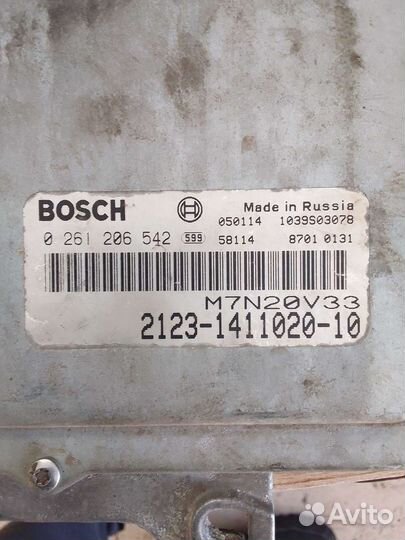 BOSCH
Made in Russia
050114 1039S03078
0 261 206 542 599 58114 8701 0131
M7N20V33
2123-1411020-10
Avito